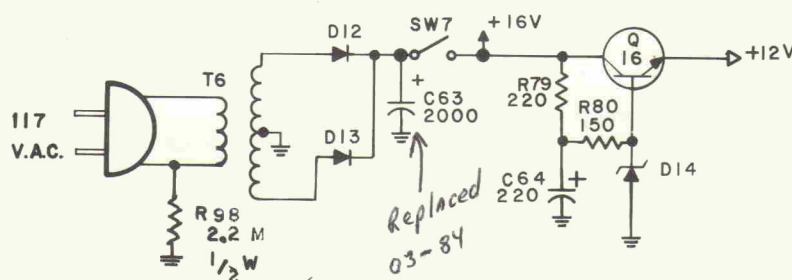 117
V.A.C.
T6
R98
2.2 M
1/2 W
D12
D13
+
C63
2000
Replaced
03-84
SW7
+16V
R79
220
C64
220
+
R80
150
Q
16
D14
+12V